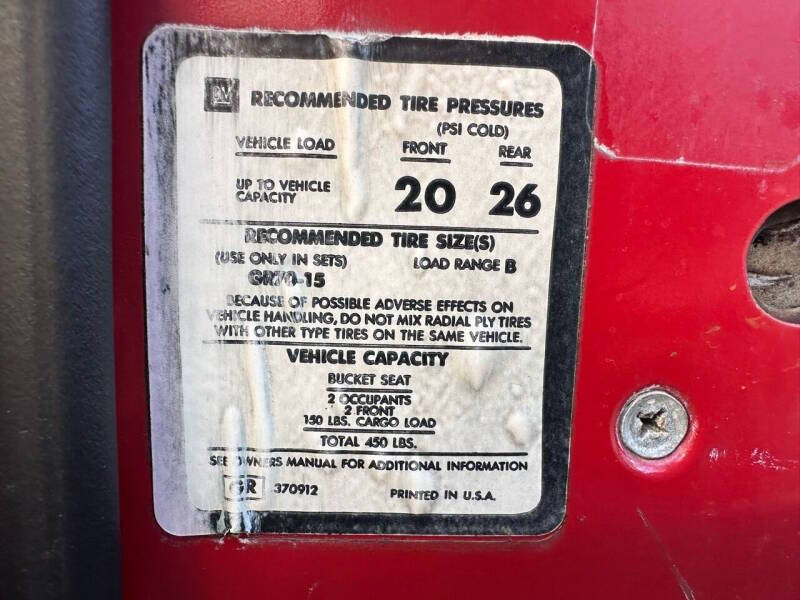 GM RECOMMENDED TIRE PRESSURES
(PSI COLD)
VEHICLE LOAD FRONT REAR
UP TO VEHICLE
CAPACITY 20 26
RECOMMENDED TIRE SIZE(S)
(USE ONLY IN SETS) LOAD RANGE B
GR70-15
BECAUSE OF POSSIBLE ADVERSE EFFECTS ON
VEHICLE HANDLING, DO NOT MIX RADIAL PLY TIRES
WITH OTHER TYPE TIRES ON THE SAME VEHICLE.
VEHICLE CAPACITY
BUCKET SEAT
2 OCCUPANTS
2 FRONT
150 LBS. CARGO LOAD
TOTAL 450 LBS.
SEE OWNERS MANUAL FOR ADDITIONAL INFORMATION
GR 370912 PRINTED IN U.S.A.